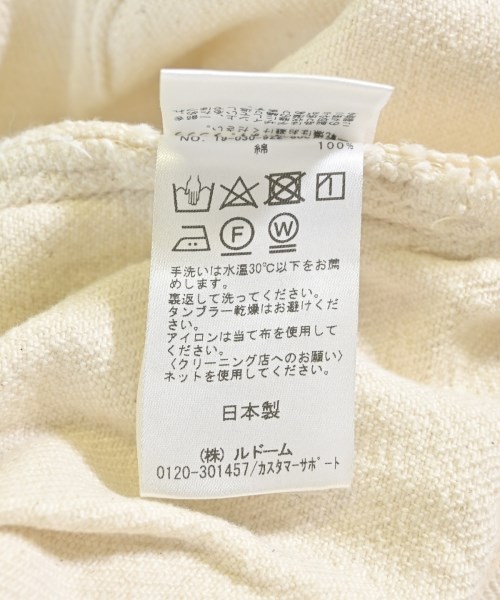 綿 100%
F W
手洗いは水温30℃以下をお薦
めします。
裏返して洗ってください。
タンブラー乾燥はお避けくださ
い。
アイロンは当て布を使用して
ください。
〈クリーニング店へのお願い〉
ネットを使用してください。
日本製
(株) ルドーム
0120-301457/カスタマーサポート